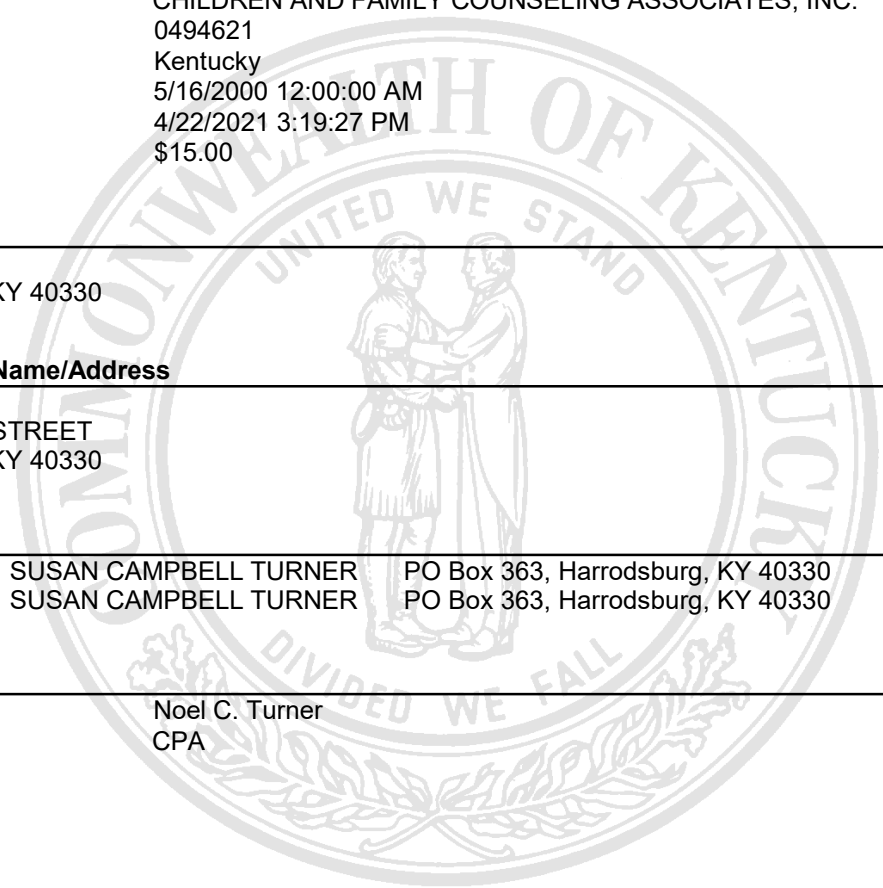 CHILDREN AND FAMILY COUNSELING ASSOCIATES, INC.
0494621
Kentucky
5/16/2000 12:00:00 AM
4/22/2021 3:19:27 PM
$15.00
KY 40330
Name/Address
STREET
KY 40330
SUSAN CAMPBELL TURNER PO Box 363, Harrodsburg, KY 40330
SUSAN CAMPBELL TURNER PO Box 363, Harrodsburg, KY 40330
Noel C. Turner
CPA
COMMONWEALTH OF KENTUCKY
UNITED WE STAND
DIVIDED WE FALL